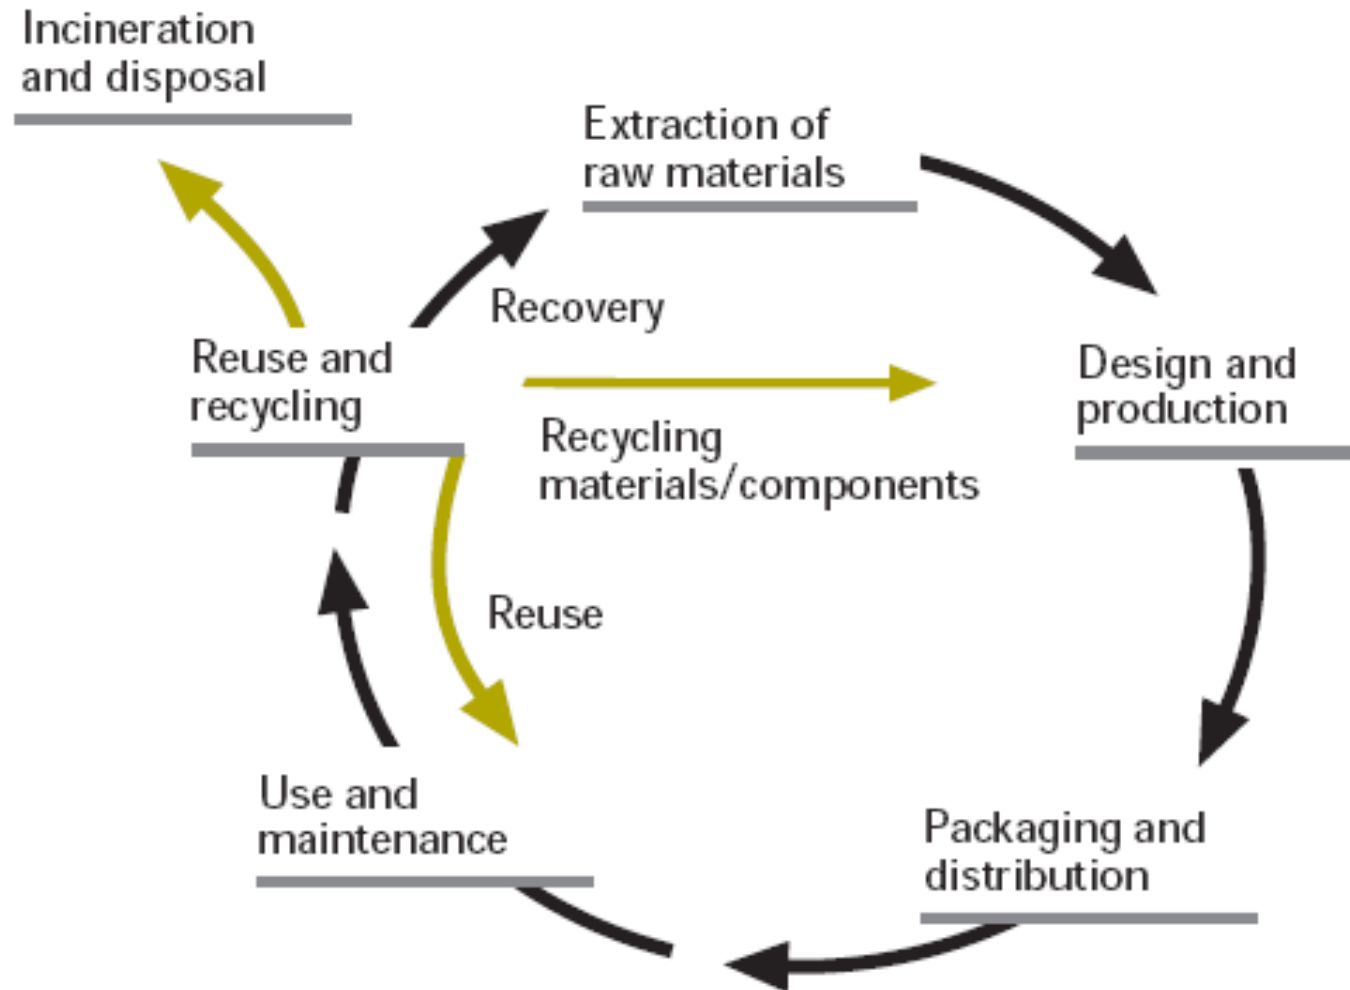 Incineration
and disposal
Extraction of
raw materials
Recovery
Reuse and
recycling
Design and
production
Recycling
materials/components
Reuse
Use and
maintenance
Packaging and
distribution